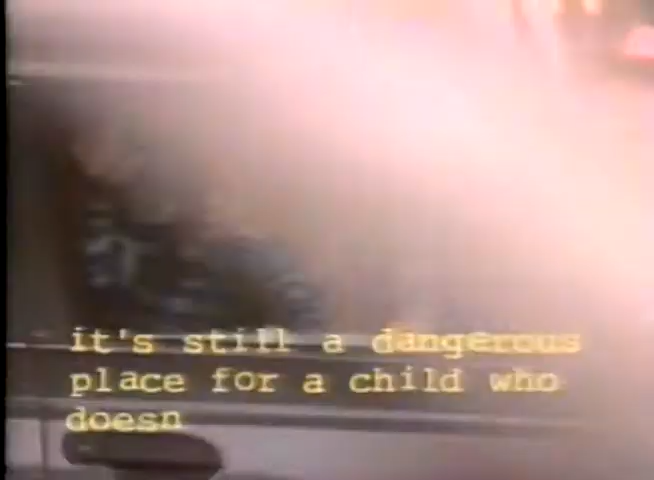 it's still a dangerous
place for a child who
doesn